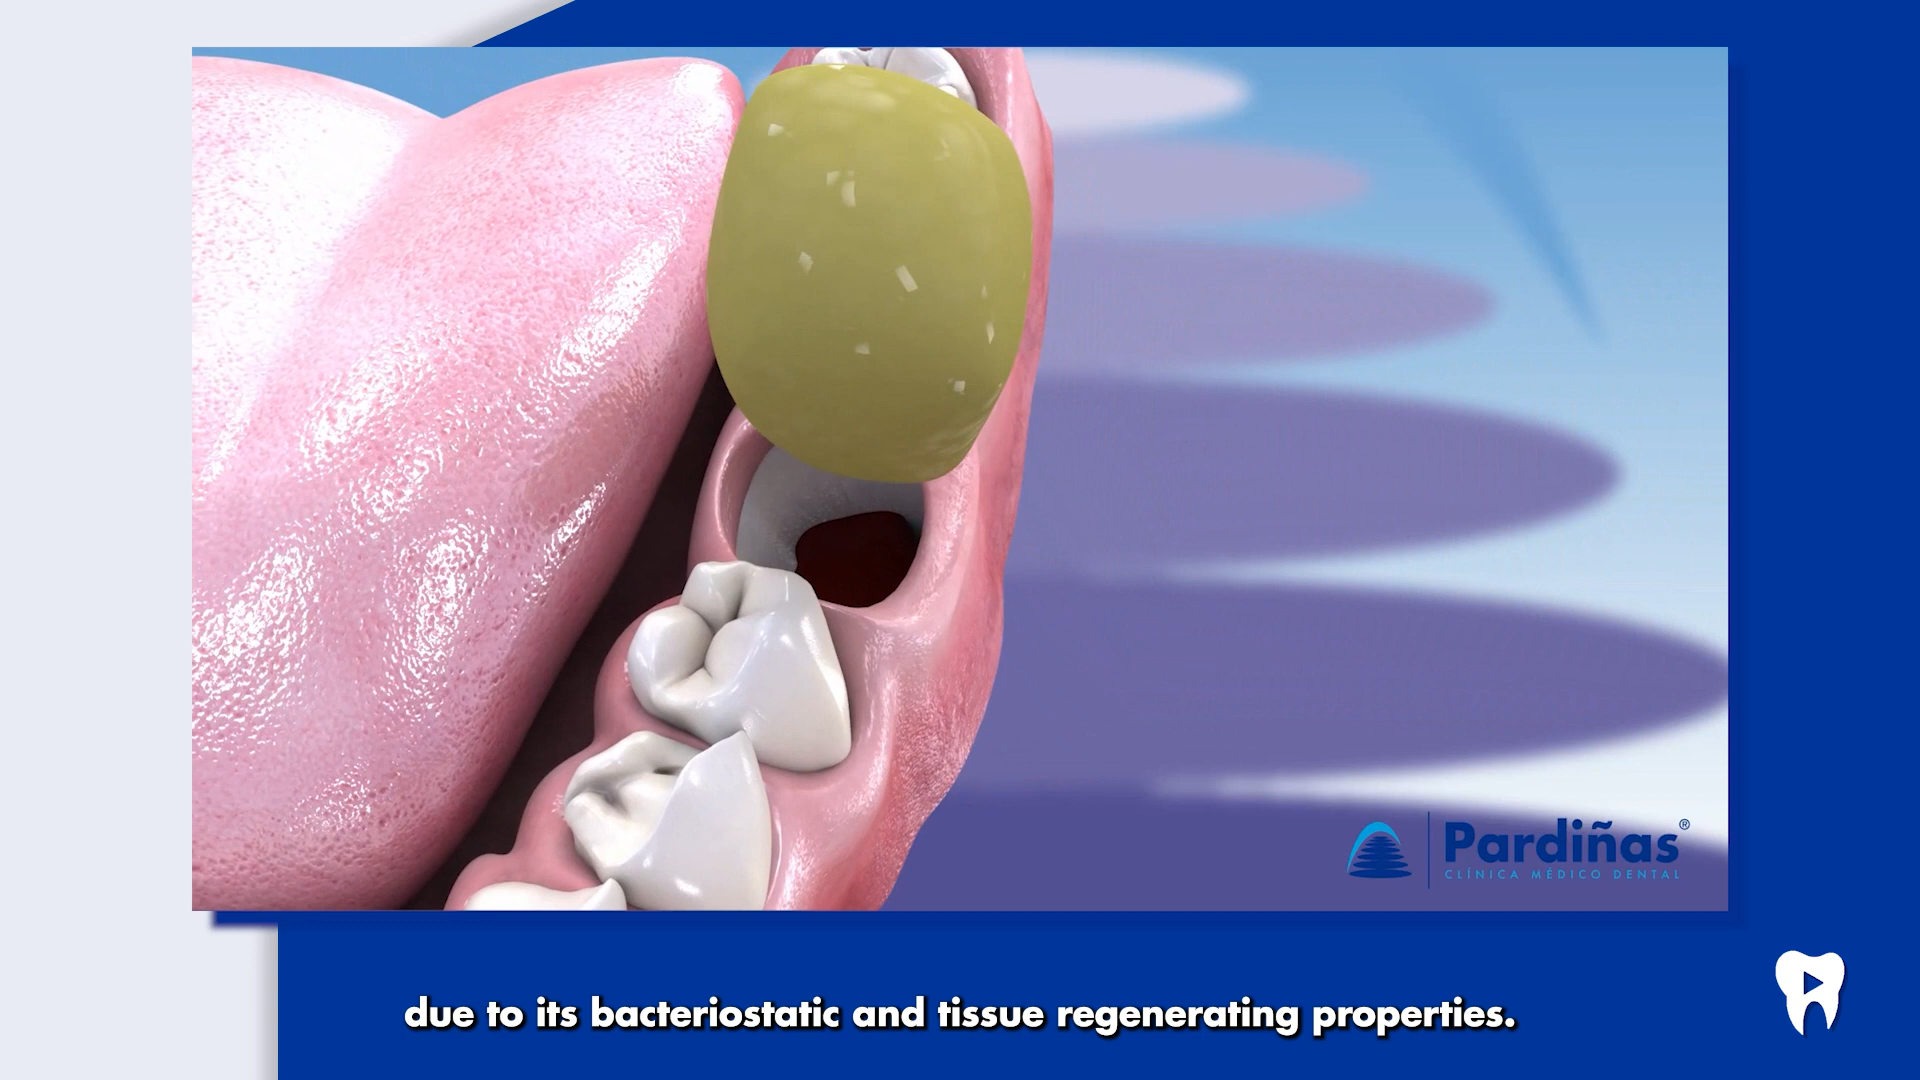 Pardiñas®
CLÍNICA MÉDICO DENTAL
due to its bacteriostatic and tissue regenerating properties.